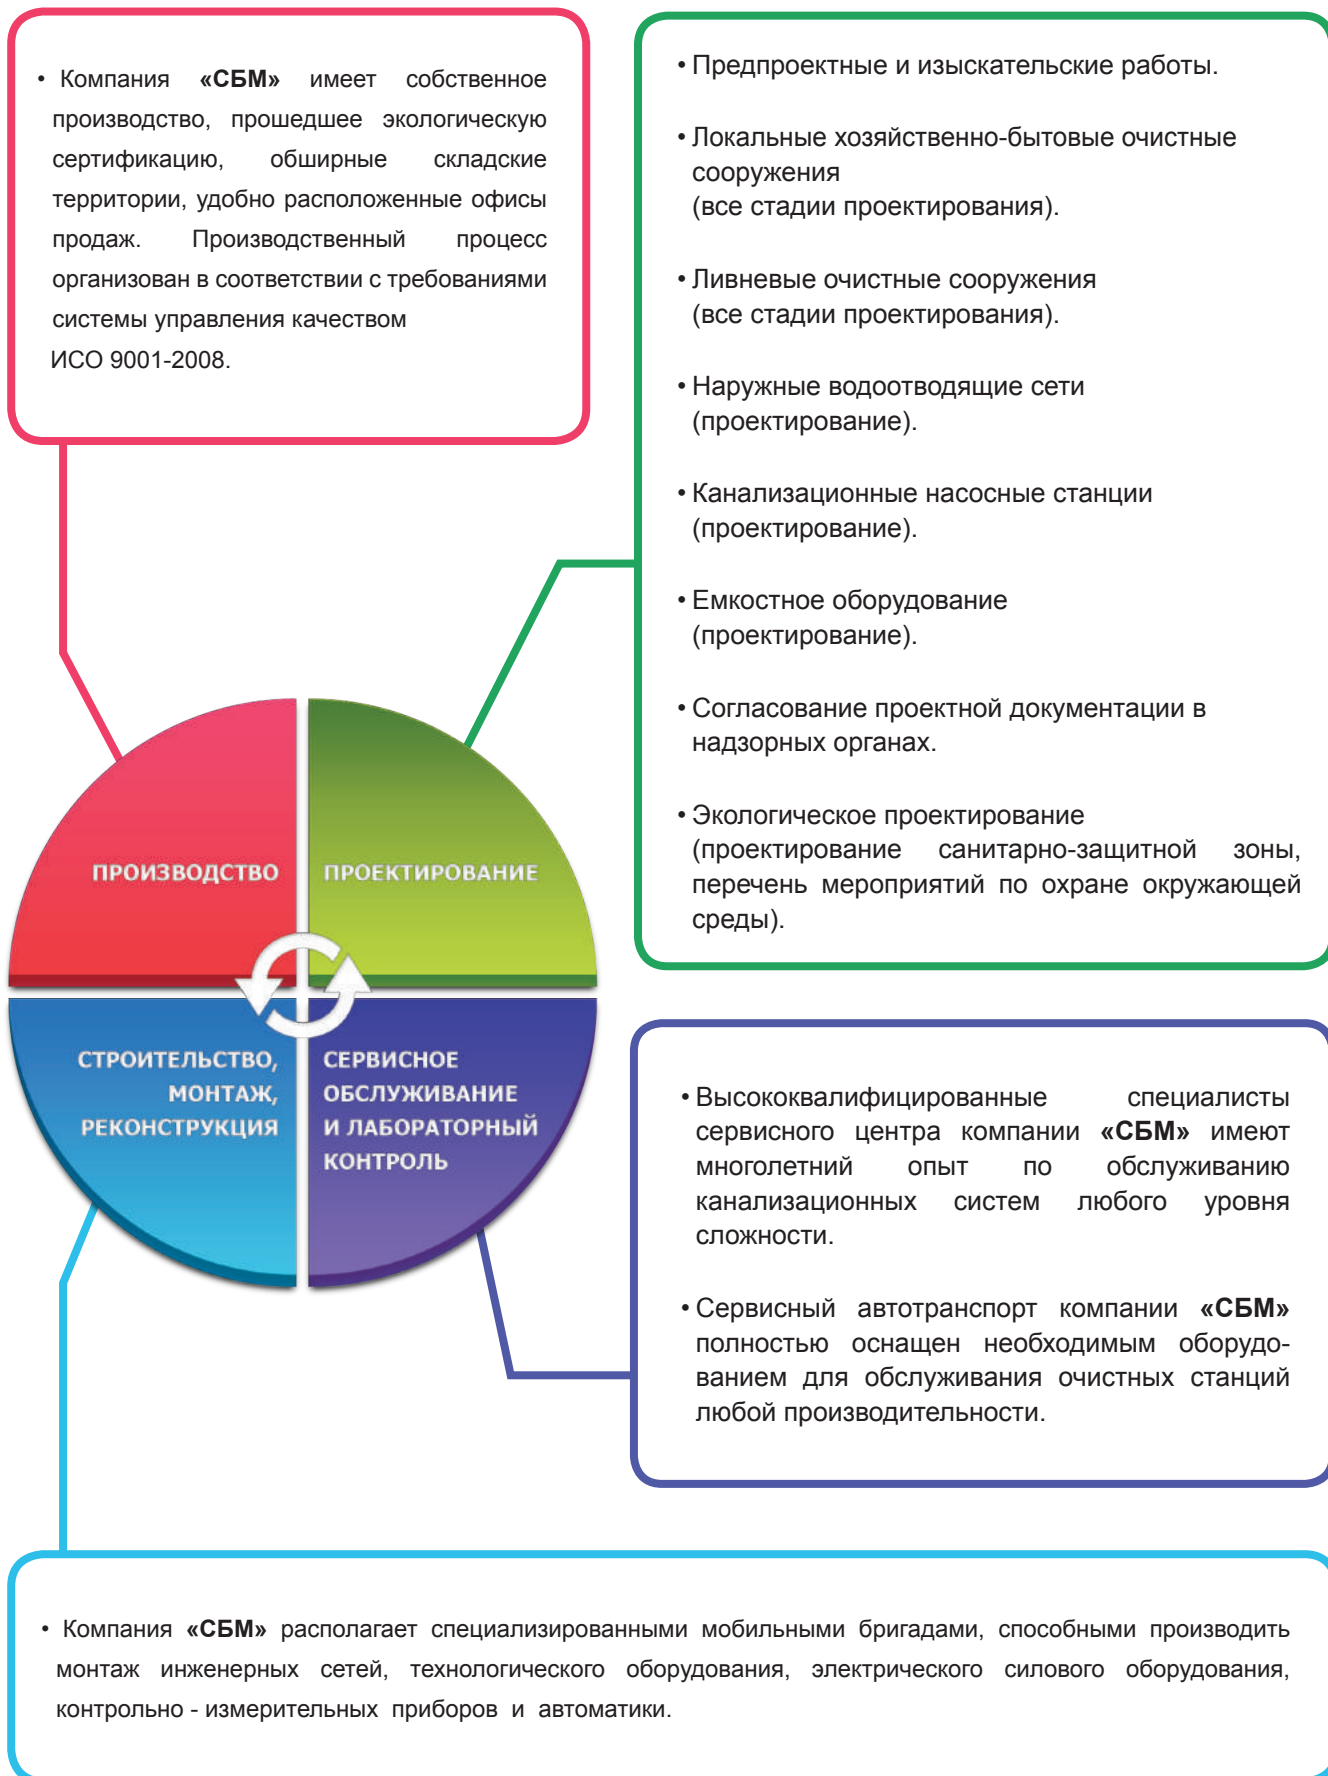 • Компания «СБМ» имеет собственное
производство, прошедшее экологическую
сертификацию, обширные складские
территории, удобно расположенные офисы
продаж. Производственный процесс
организован в соответствии с требованиями
системы управления качеством
ИСО 9001-2008.
• Предпроектные и изыскательские работы.
• Локальные хозяйственно-бытовые очистные
сооружения
(все стадии проектирования).
• Ливневые очистные сооружения
(все стадии проектирования).
• Наружные водоотводящие сети
(проектирование).
• Канализационные насосные станции
(проектирование).
• Емкостное оборудование
(проектирование).
• Согласование проектной документации в
надзорных органах.
• Экологическое проектирование
(проектирование санитарно-защитной зоны,
перечень мероприятий по охране окружающей
среды).
ПРОИЗВОДСТВО
ПРОЕКТИРОВАНИЕ
СТРОИТЕЛЬСТВО,
МОНТАЖ,
РЕКОНСТРУКЦИЯ
СЕРВИСНОЕ
ОБСЛУЖИВАНИЕ
И ЛАБОРАТОРНЫЙ
КОНТРОЛЬ
• Высококвалифицированные специалисты
сервисного центра компании «СБМ» имеют
многолетний опыт по обслуживанию
канализационных систем любого уровня
сложности.
• Сервисный автотранспорт компании «СБМ»
полностью оснащен необходимым оборудо-
ванием для обслуживания очистных станций
любой производительности.
• Компания «СБМ» располагает специализированными мобильными бригадами, способными производить
монтаж инженерных сетей, технологического оборудования, электрического силового оборудования,
контрольно - измерительных приборов и автоматики.